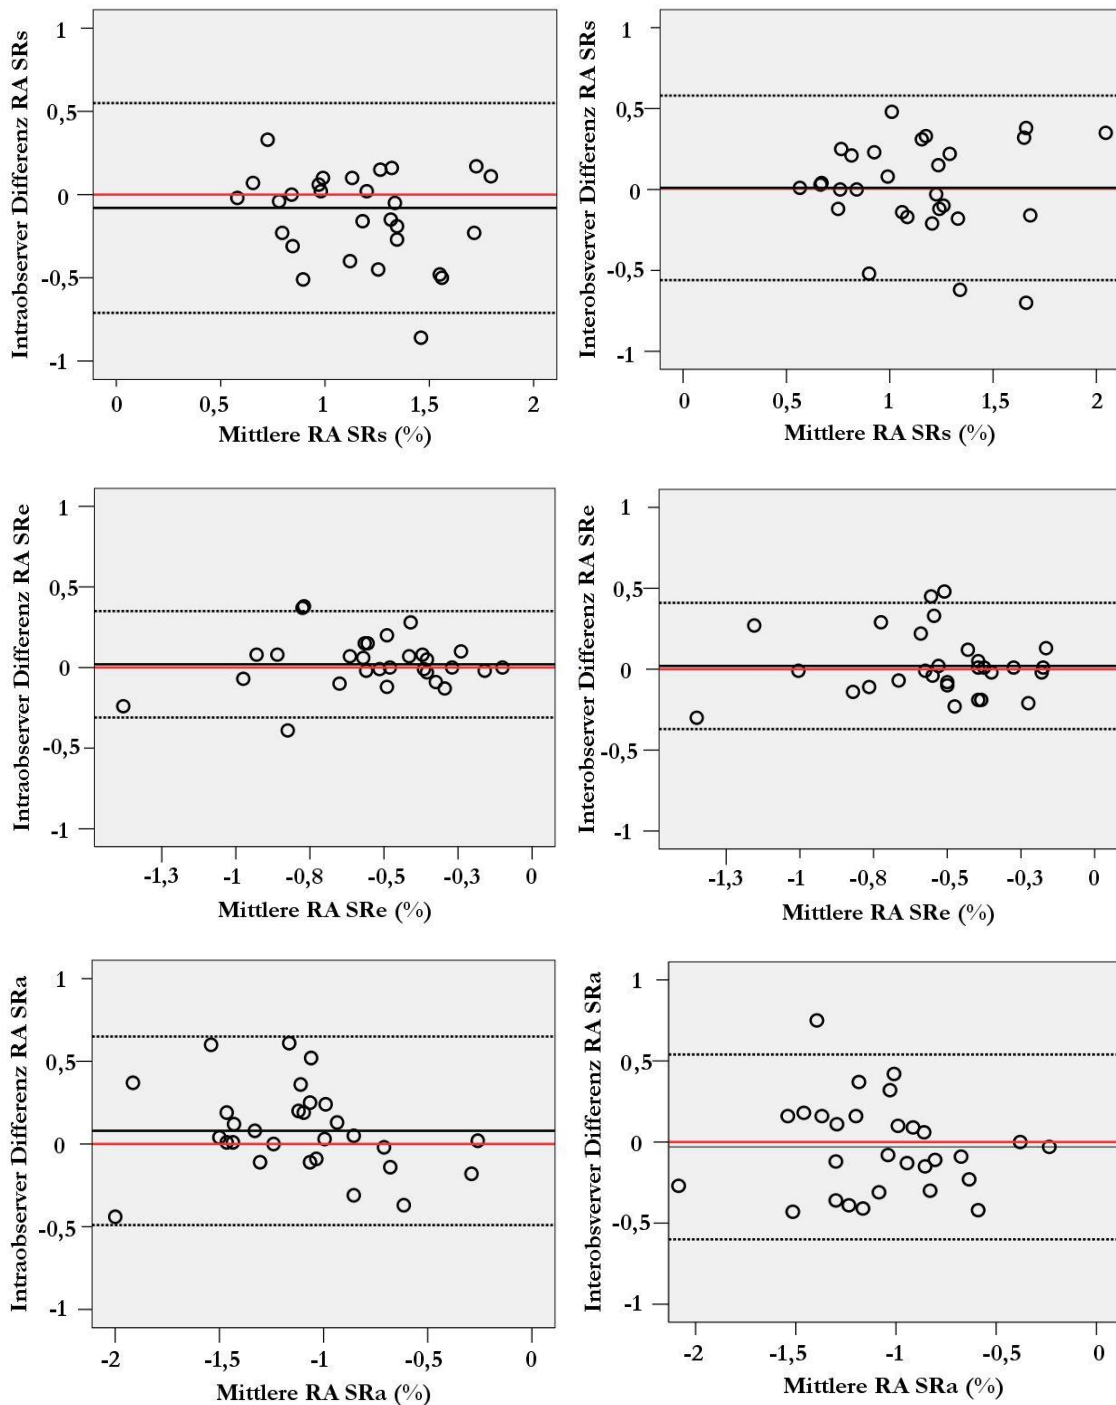 Intraobserver Differenz RA SRs
1
0,5
0
-0,5
-1
0 0,5 1 1,5 2
Mittlere RA SRs (%)
Interobsverver Differenz RA SRs
1
0,5
0
-0,5
-1
0 0,5 1 1,5 2
Mittlere RA SRs (%)
Intraobserver Differenz RA SRe
1
0,5
0
-0,5
-1
-1,3 -1 -0,8 -0,5 -0,3 0
Mittlere RA SRe (%)
Interobserver Differenz RA SRe
1
0,5
0
-0,5
-1
-1,3 -1 -0,8 -0,5 -0,3 0
Mittlere RA SRe (%)
Intraobserver Differenz RA SRa
1
0,5
0
-0,5
-1
-2 -1,5 -1 -0,5 0
Mittlere RA SRa (%)
Interobsverver Differenz RA SRa
1
0,5
0
-0,5
-1
-2 -1,5 -1 -0,5 0
Mittlere RA SRa (%)